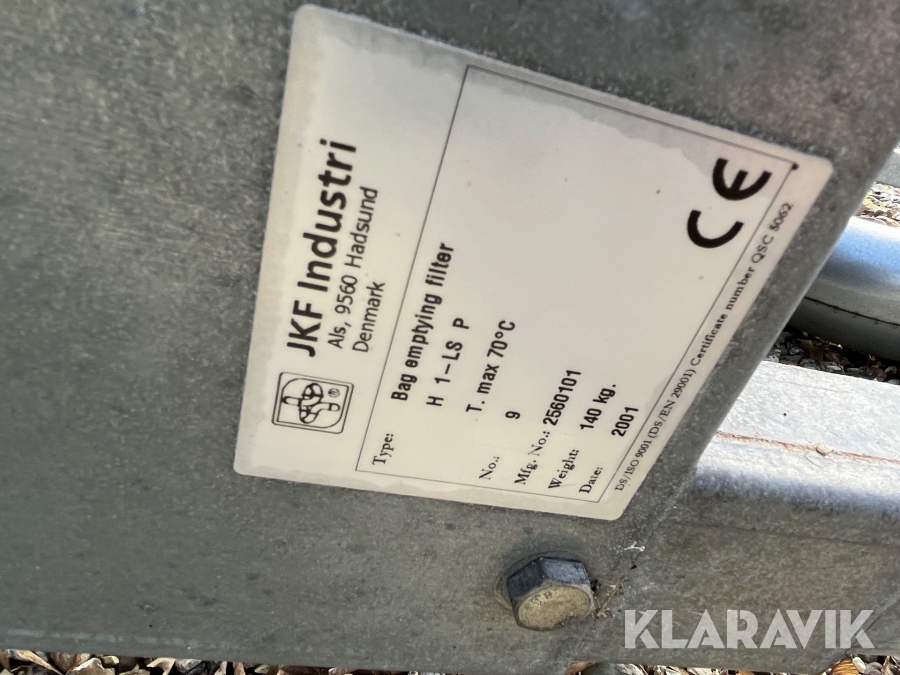 JKF Industri
Als, 9560 Hadsund
Denmark
®
Type: Bag emptying filter
H 1-LS P
T. max 70°C
No.: 9
Mfg. No.: 2560101
Weight: 140 kg.
Date: 2001
CE
DS/ISO 9001 (DS/EN 29001) Certificate number QSC 5062
KLARAVIK